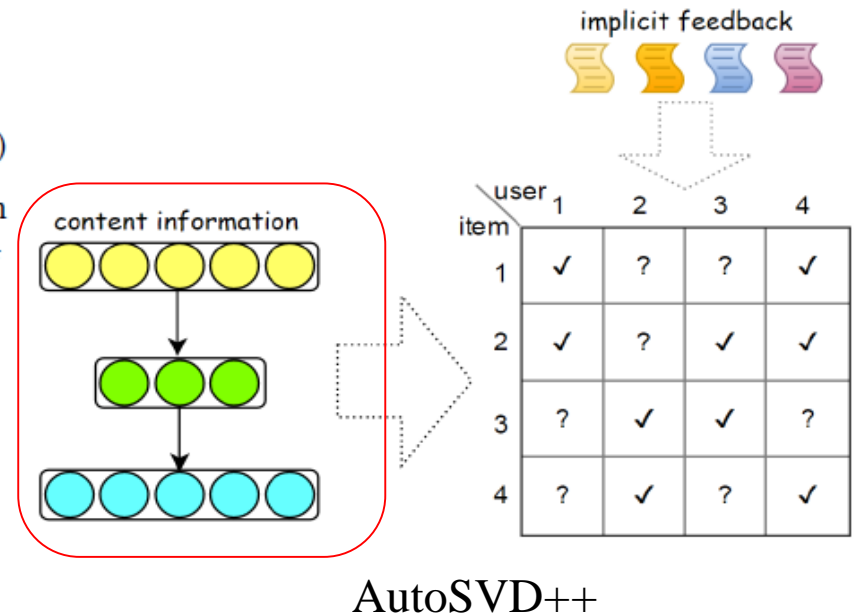 implicit feedback
)
n
content information
user 1 2 3 4
item
1 ✓ ? ? ✓
2 ✓ ? ✓ ✓
3 ? ✓ ✓ ?
4 ? ✓ ? ✓
AutoSVD++